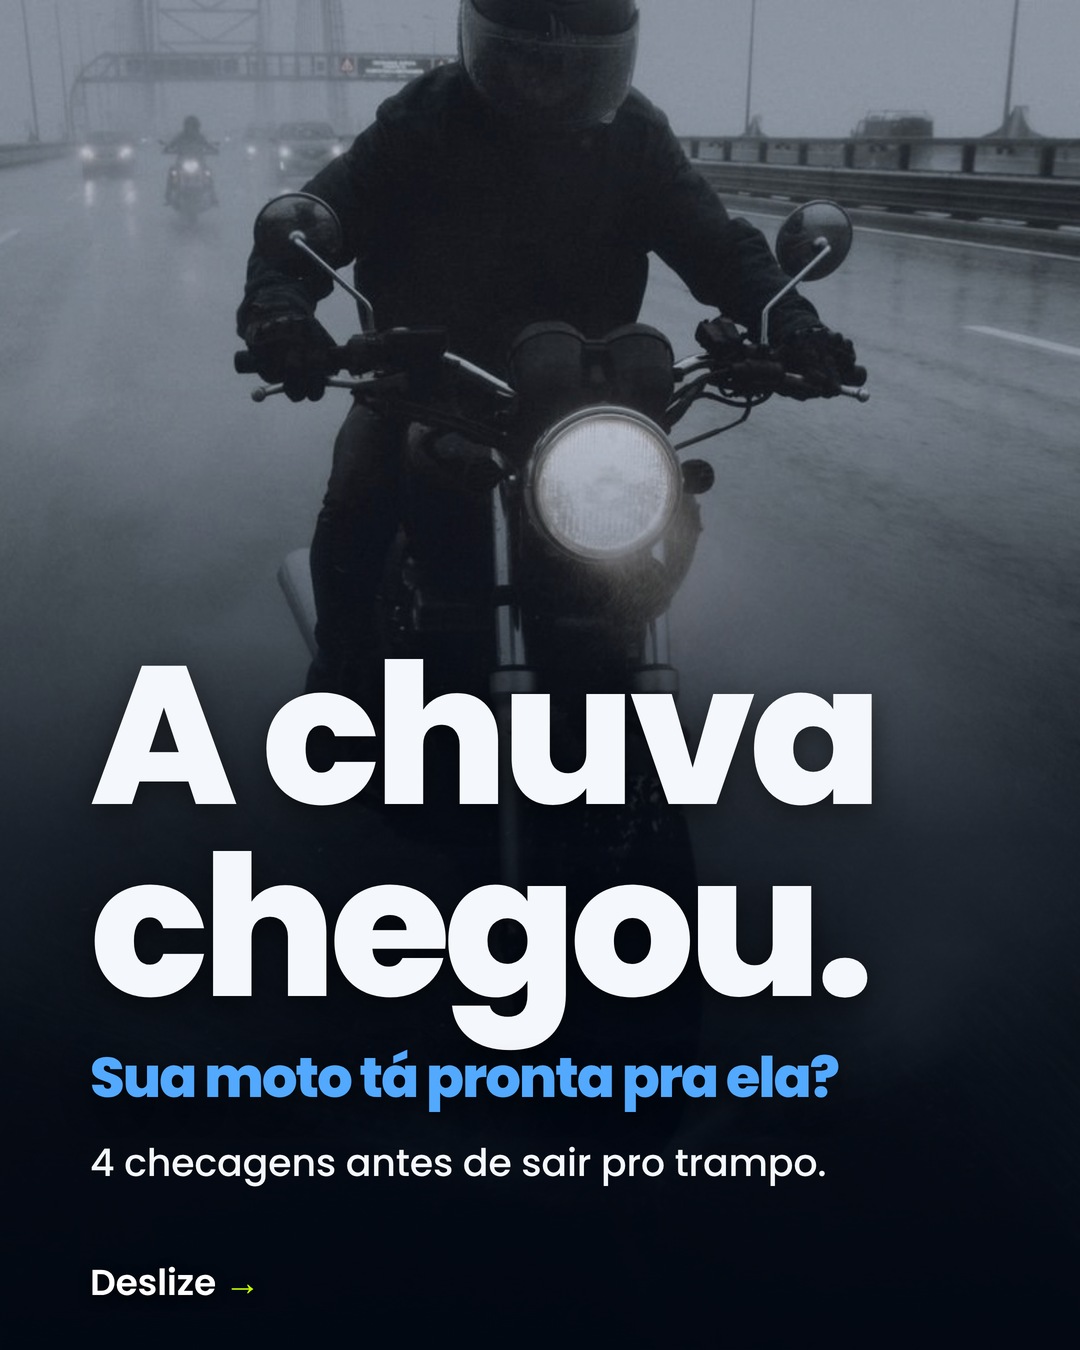 A chuva
chegou.
Sua moto tá pronta pra ela?
4 checagens antes de sair pro trampo.
Deslize →